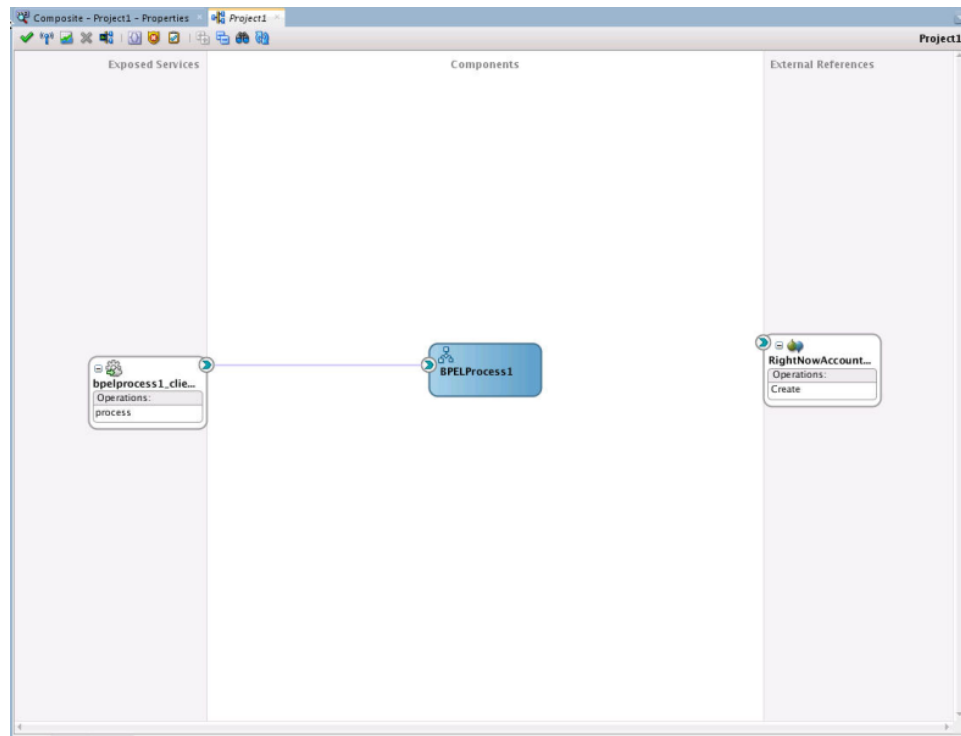 Composite - Project1 - Properties
Project1
Project1
Exposed Services
Components
External References
bpelprocess1_clie...
Operations:
process
BPELProcess1
RightNowAccount...
Operations:
Create